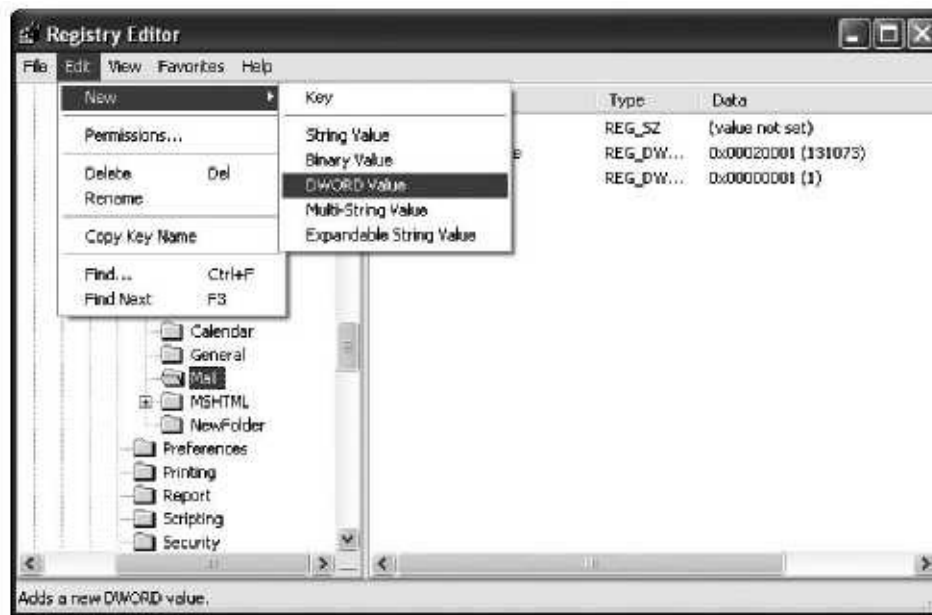 Registry Editor
File Edit View Favorites Help
New
Permissions...
Delete Del
Rename
Copy Key Name
Find... Ctrl+F
Find Next F3
Key
String Value
Binary Value
DWORD Value
Multi-String Value
Expandable String Value
Type Data
REG_SZ (value not set)
e REG_DW... 0x00020001 (131073)
REG_DW... 0x00000001 (1)
Calendar
General
Mail
MSHTML
NewFolder
Preferences
Printing
Report
Scripting
Security
Adds a new DWORD value.